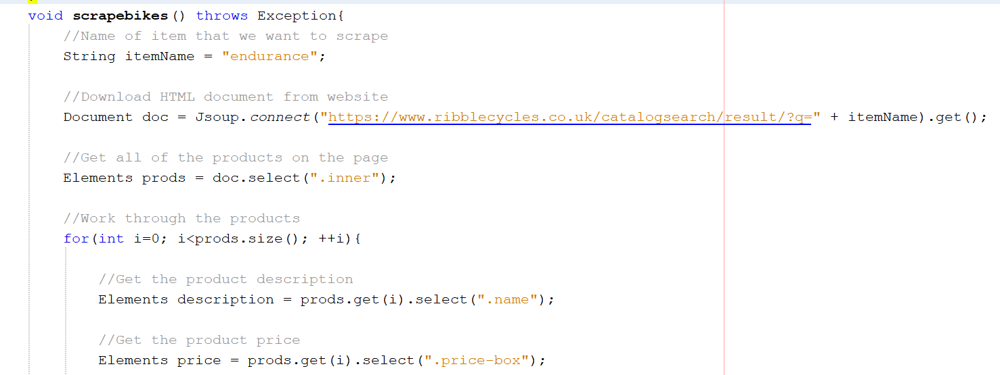 void scrapebikes() throws Exception{
//Name of item that we want to scrape
String itemName = "endurance";
//Download HTML document from website
Document doc = Jsoup.connect("https://www.ribblecycles.co.uk/catalogsearch/result/?q=" + itemName).get();
//Get all of the products on the page
Elements prods = doc.select(".inner");
//Work through the products
for(int i=0; i<prods.size(); ++i){
//Get the product description
Elements description = prods.get(i).select(".name");
//Get the product price
Elements price = prods.get(i).select(".price-box");